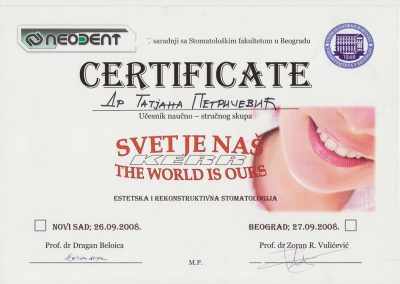 NEODENT
U saradnji sa Stomatološkim fakultetom u Beogradu
1948
CERTIFICATE
Др Татјана Петричевић
Učesnik naučno – stručnog skupa
SVET JE NAŠ
KERR
THE WORLD IS OURS
ESTETSKA I REKONSTRUKTIVNA STOMATOLOGIJA
NOVI SAD; 26.09.2008.
BEOGRAD; 27.09.2008.
Prof. dr Dragan Beloica
Prof. dr Zoran R. Vulićević
M.P.